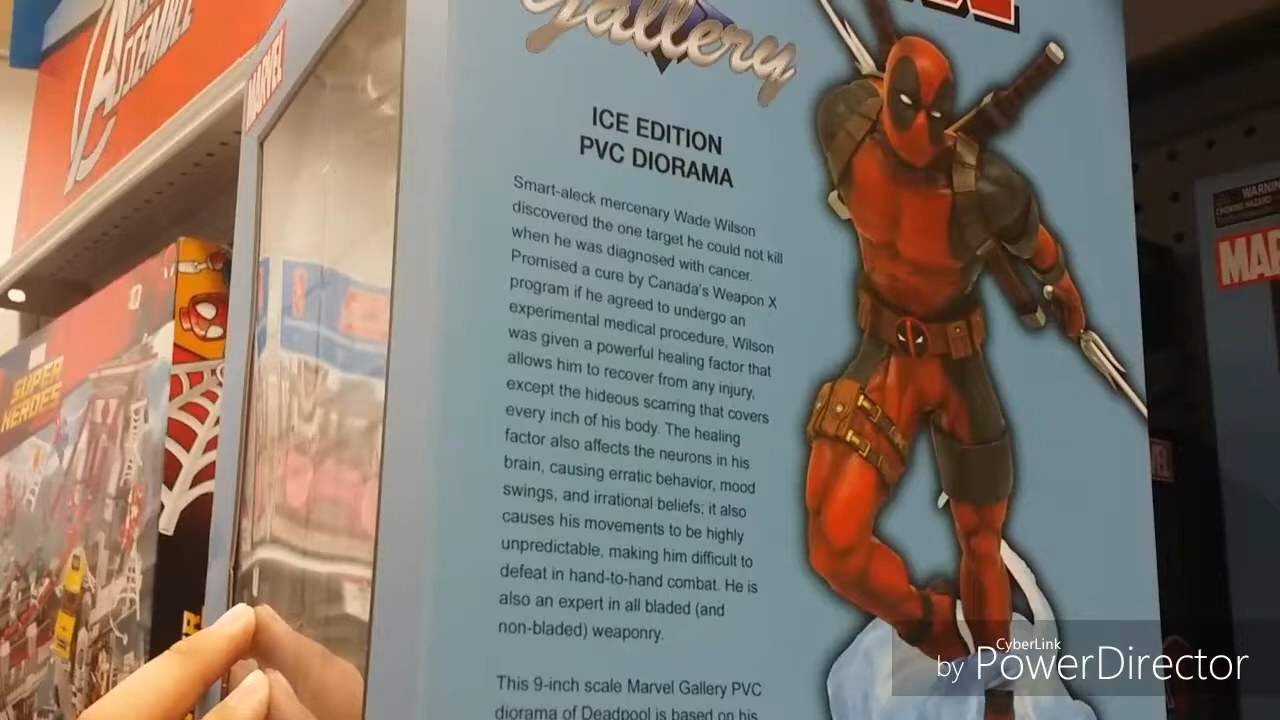 AVENGERS
ASSEMBLE
MARVEL
Gallery
ICE EDITION
PVC DIORAMA
Smart-aleck mercenary Wade Wilson
discovered the one target he could not kill
when he was diagnosed with cancer.
Promised a cure by Canada's Weapon X
program if he agreed to undergo an
experimental medical procedure, Wilson
was given a powerful healing factor that
allows him to recover from any injury,
except the hideous scarring that covers
every inch of his body. The healing
factor also affects the neurons in his
brain, causing erratic behavior, mood
swings, and irrational beliefs; it also
causes his movements to be highly
unpredictable, making him difficult to
defeat in hand-to-hand combat. He is
also an expert in all bladed (and
non-bladed) weaponry.
This 9-inch scale Marvel Gallery PVC
diorama of Deadpool is based on his
SUPER
HEROES
WARNIN
CHOKING HAZARD
MAR
CyberLink
by PowerDirector